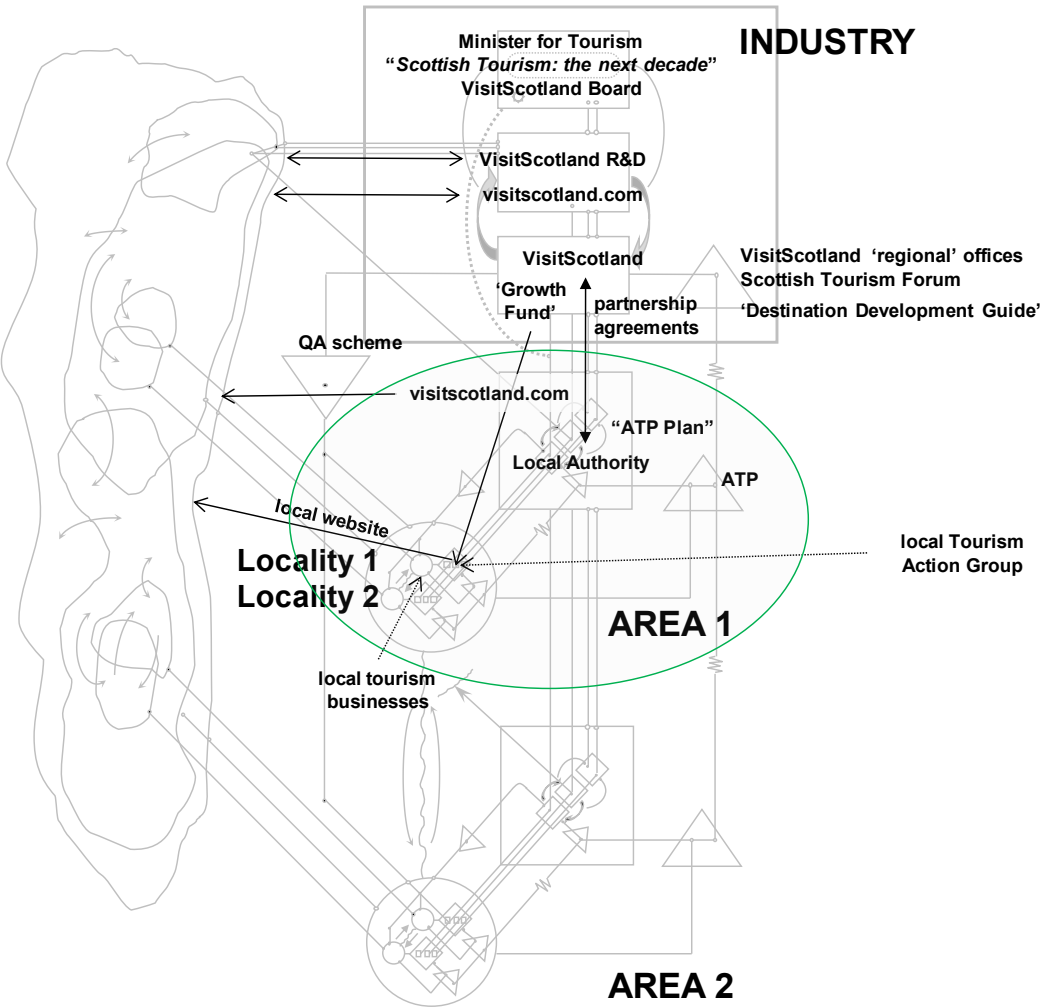 INDUSTRY
Minister for Tourism
“Scottish Tourism: the next decade”
VisitScotland Board
VisitScotland R&D
visitscotland.com
VisitScotland
‘Growth
Fund’
partnership
agreements
VisitScotland ‘regional’ offices
Scottish Tourism Forum
‘Destination Development Guide’
QA scheme
visitscotland.com
“ATP Plan”
Local Authority
ATP
local website
local Tourism
Action Group
Locality 1
Locality 2
AREA 1
local tourism
businesses
AREA 2